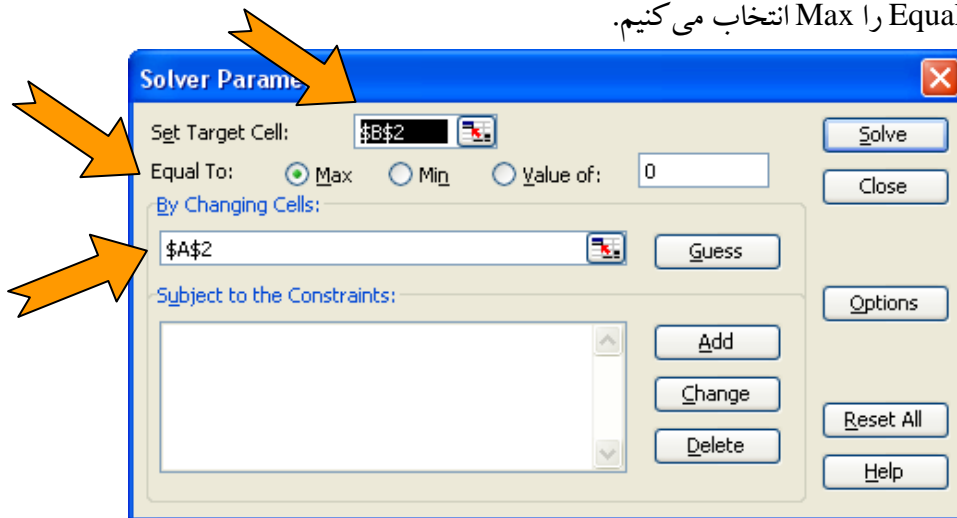 Equal را Max انتخاب می کنیم.
Solver Parame
Set Target Cell: $B$2 Solve
Equal To: Max Min Value of: 0 Close
By Changing Cells:
$A$2 Guess
Subject to the Constraints: Options
Add
Change
Reset All
Delete
Help